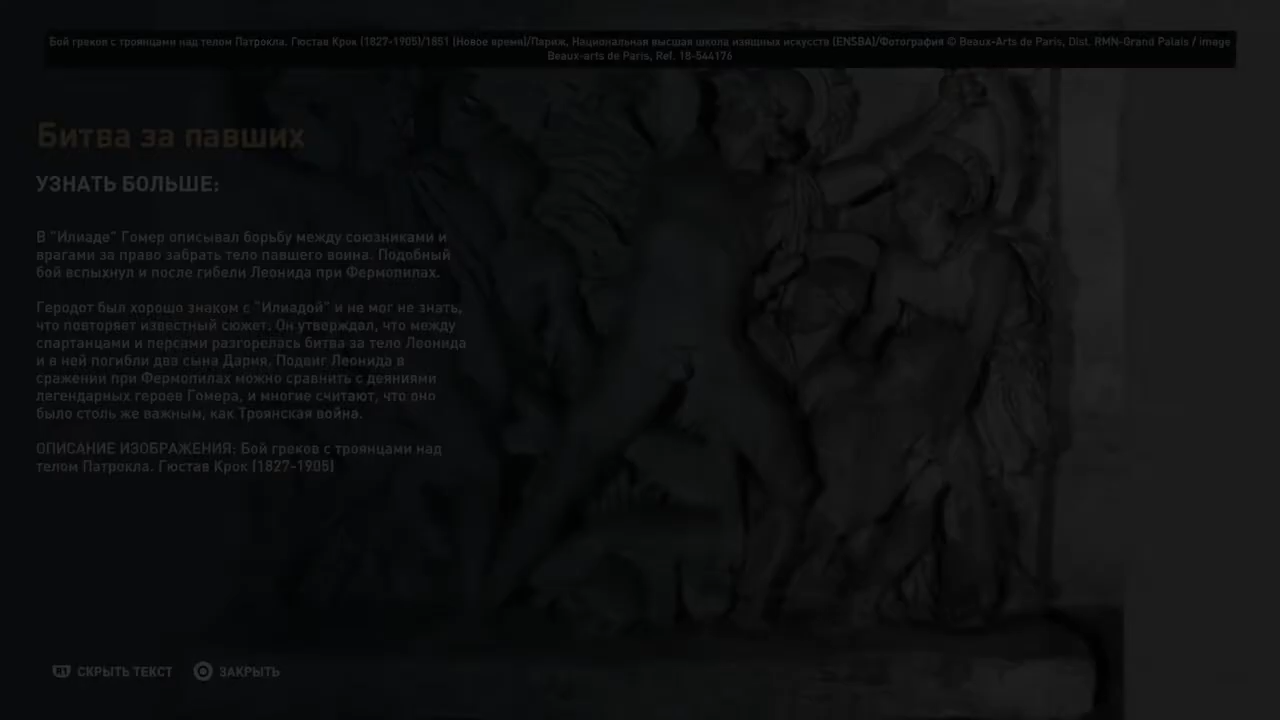 Бой греков с троянцами над телом Патрокла. Гюстав Крок (1827-1905)/1851 (Новое время)/Париж, Национальная высшая школа изящных искусств (ENSBA)/Фотография © Beaux-Arts de Paris, Dist. RMN-Grand Palais / image
Beaux-arts de Paris, Ref. 18-544176
Битва за павших
УЗНАТЬ БОЛЬШЕ:
В "Илиаде" Гомер описывал борьбу между союзниками и
врагами за право забрать тело павшего воина. Подобный
бой вспыхнул и после гибели Леонида при Фермопилах.
Геродот был хорошо знаком с "Илиадой" и не мог не знать,
что повторяет известный сюжет. Он утверждал, что между
спартанцами и персами разгорелась битва за тело Леонида
и в ней погибли два сына Дария. Подвиг Леонида в
сражении при Фермопилах можно сравнить с деяниями
легендарных героев Гомера, и многие считают, что оно
было столь же важным, как Троянская война.
ОПИСАНИЕ ИЗОБРАЖЕНИЯ: Бой греков с троянцами над
телом Патрокла. Гюстав Крок (1827-1905)
R1 СКРЫТЬ ТЕКСТ ЗАКРЫТЬ